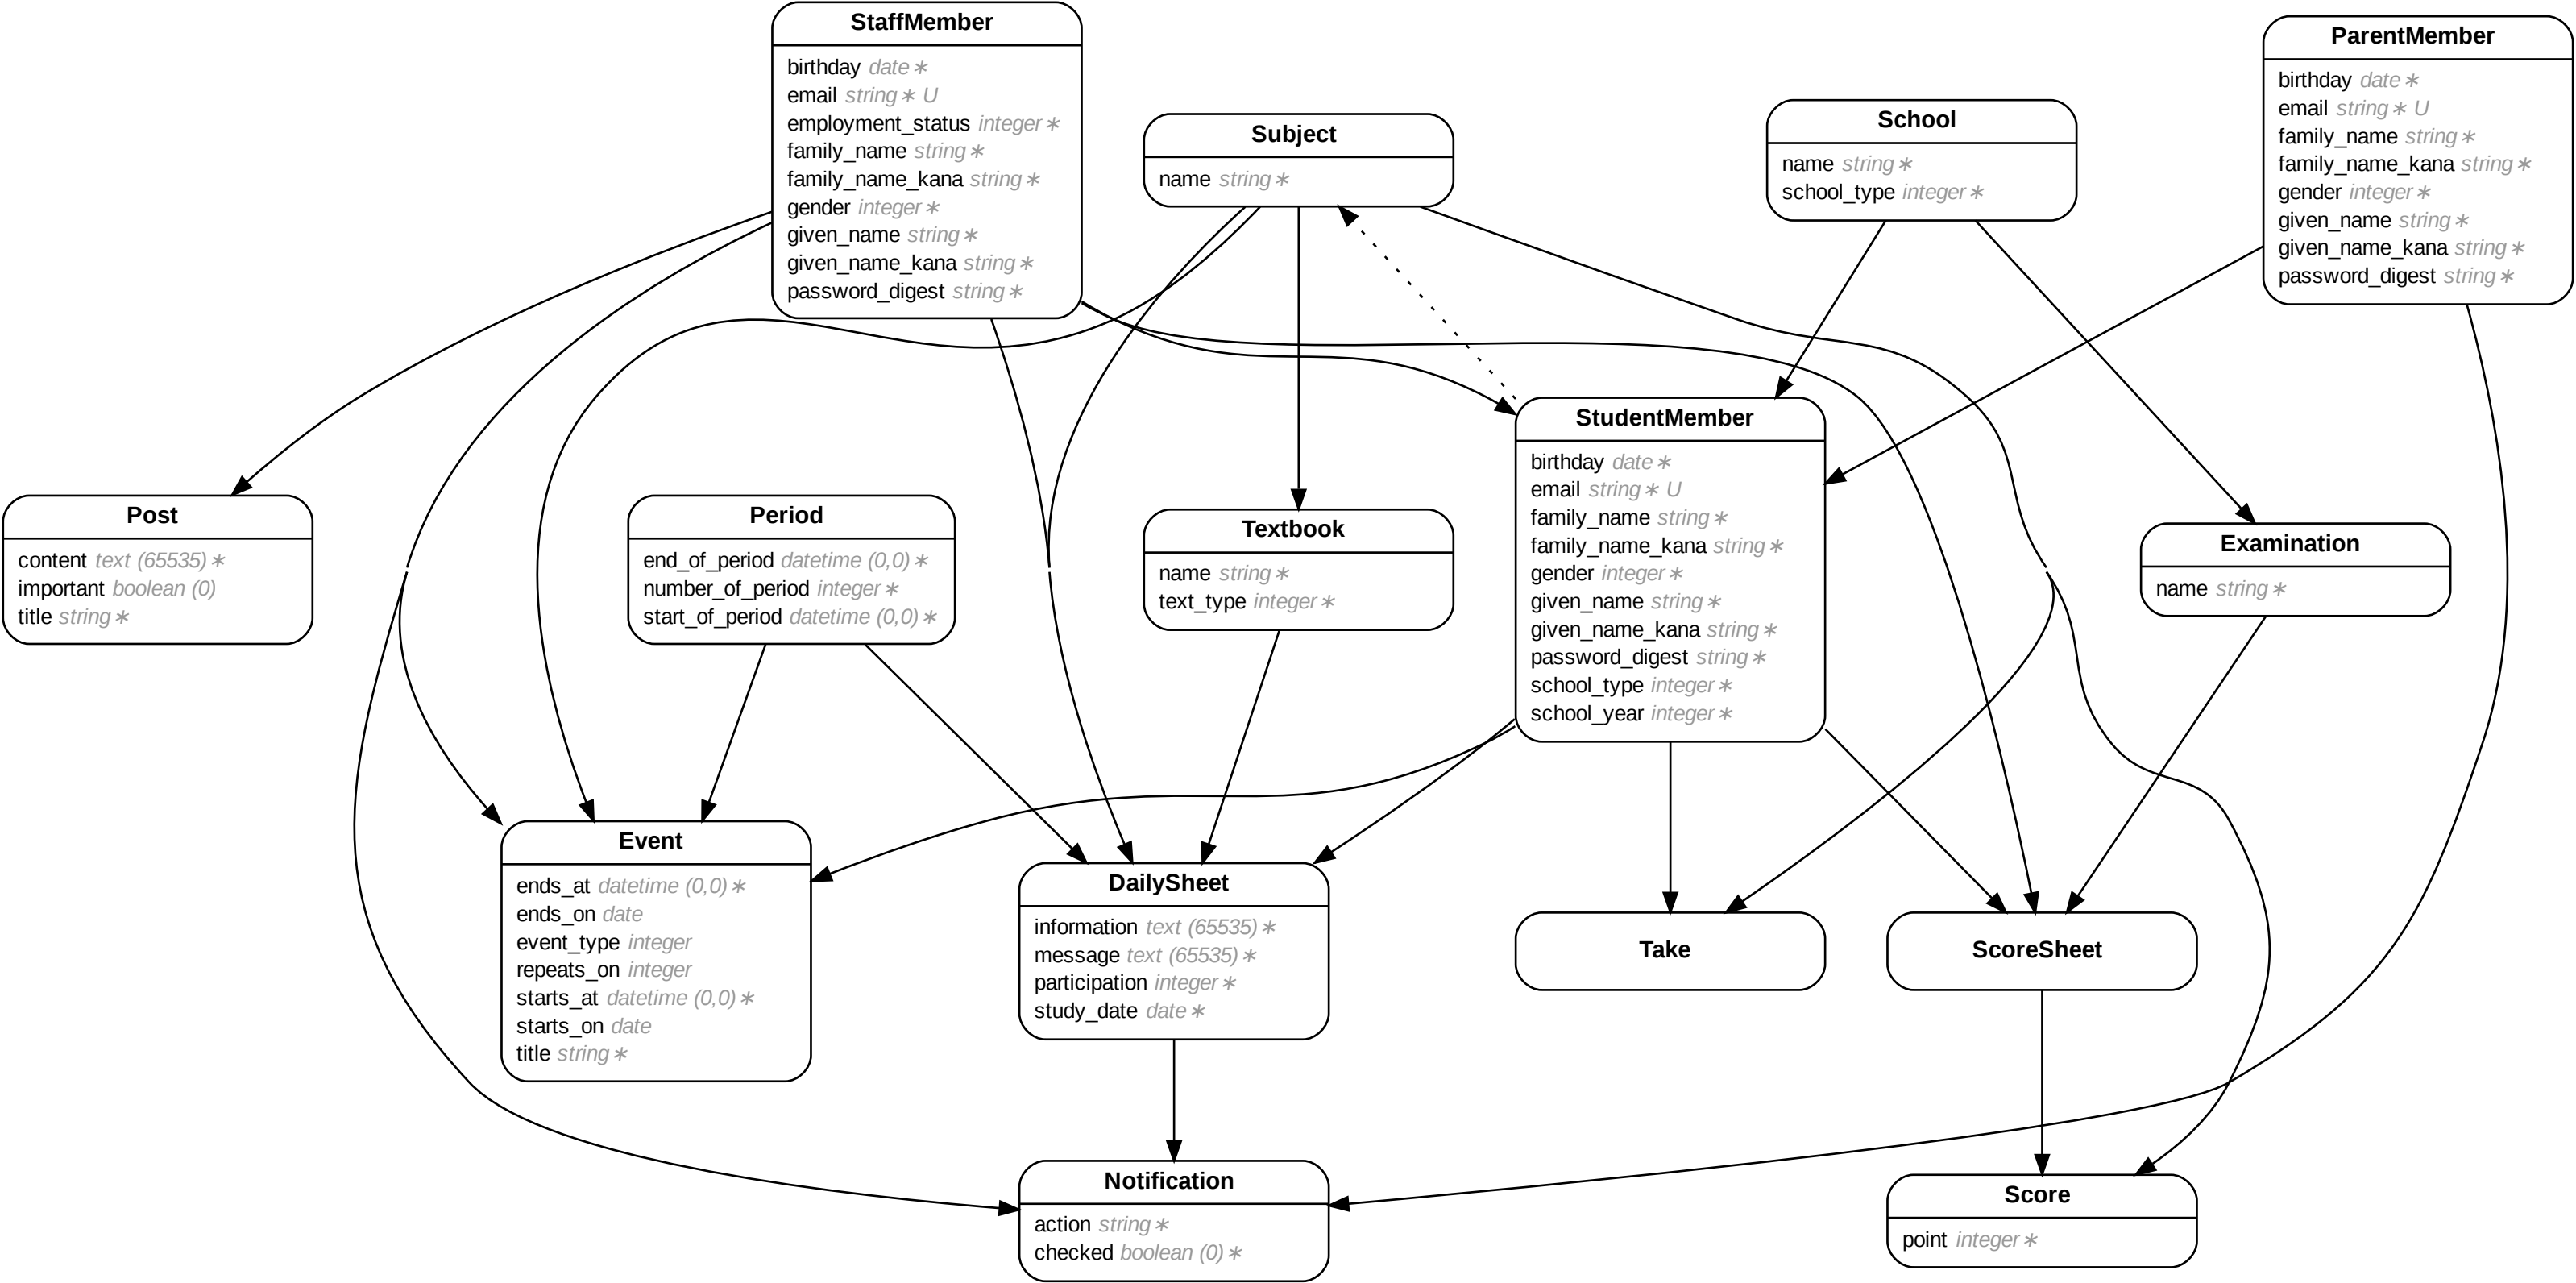 StaffMember
birthday date∗
email string∗ U
employment_status integer∗
family_name string∗
family_name_kana string∗
gender integer∗
given_name string∗
given_name_kana string∗
password_digest string∗
ParentMember
birthday date∗
email string∗ U
family_name string∗
family_name_kana string∗
gender integer∗
given_name string∗
given_name_kana string∗
password_digest string∗
Subject
name string∗
School
name string∗
school_type integer∗
StudentMember
birthday date∗
email string∗ U
family_name string∗
family_name_kana string∗
gender integer∗
given_name string∗
given_name_kana string∗
password_digest string∗
school_type integer∗
school_year integer∗
Post
content text (65535)∗
important boolean (0)
title string∗
Period
end_of_period datetime (0,0)∗
number_of_period integer∗
start_of_period datetime (0,0)∗
Textbook
name string∗
text_type integer∗
Examination
name string∗
Event
ends_at datetime (0,0)∗
ends_on date
event_type integer
repeats_on integer
starts_at datetime (0,0)∗
starts_on date
title string∗
DailySheet
information text (65535)∗
message text (65535)∗
participation integer∗
study_date date∗
Take
ScoreSheet
Notification
action string∗
checked boolean (0)∗
Score
point integer∗